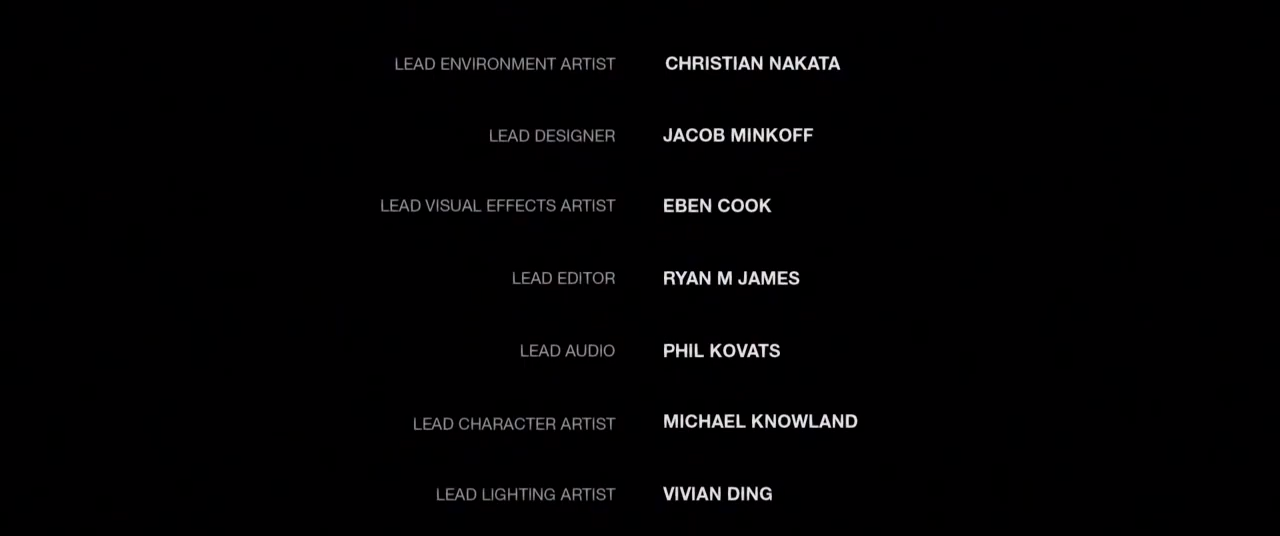 LEAD ENVIRONMENT ARTIST CHRISTIAN NAKATA
LEAD DESIGNER JACOB MINKOFF
LEAD VISUAL EFFECTS ARTIST EBEN COOK
LEAD EDITOR RYAN M JAMES
LEAD AUDIO PHIL KOVATS
LEAD CHARACTER ARTIST MICHAEL KNOWLAND
LEAD LIGHTING ARTIST VIVIAN DING